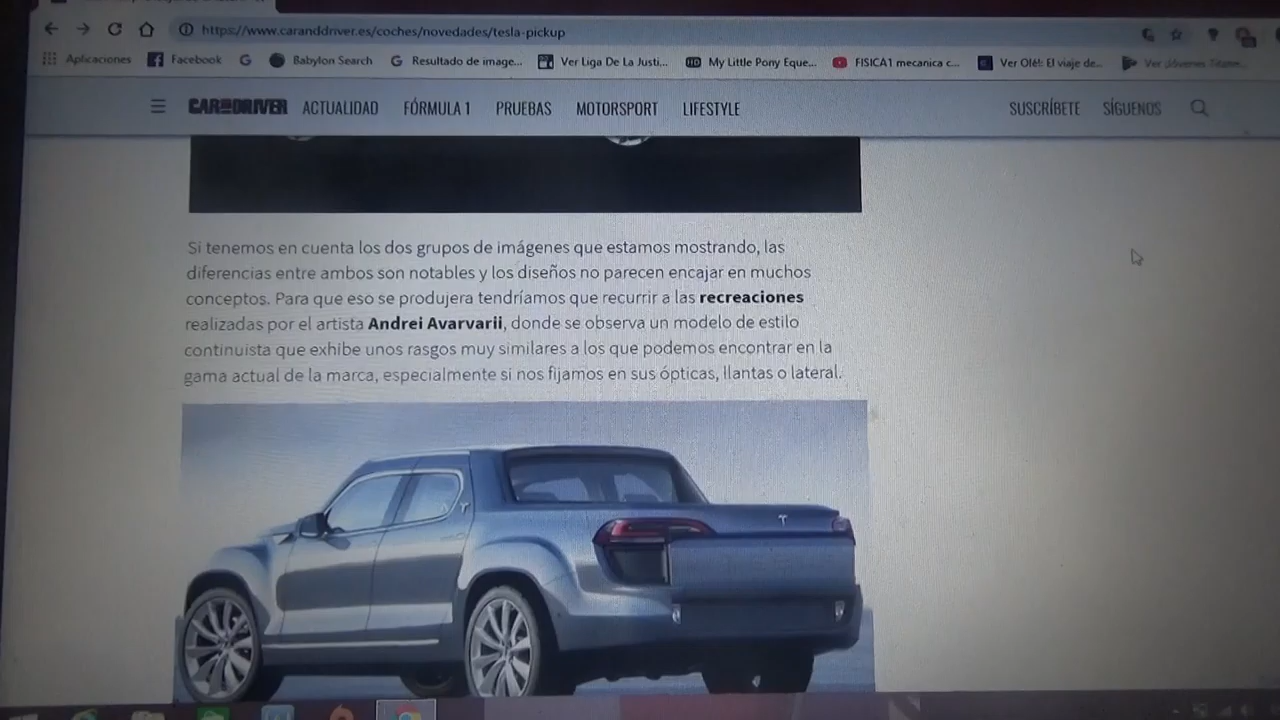 https://www.caranddriver.es/coches/novedades/tesla-pickup
Aplicaciones Facebook Babylon Search Resultado de image... Ver Liga De La Justi... HD My Little Pony Eque... FISICA1 mecanica c... Ver Olé!: El viaje de... Ver Jóvenes Titane...
CAR AND DRIVER ACTUALIDAD FÓRMULA 1 PRUEBAS MOTORSPORT LIFESTYLE SUSCRÍBETE SÍGUENOS
Si tenemos en cuenta los dos grupos de imágenes que estamos mostrando, las
diferencias entre ambos son notables y los diseños no parecen encajar en muchos
conceptos. Para que eso se produjera tendríamos que recurrir a las recreaciones
realizadas por el artista Andrei Avarvarii, donde se observa un modelo de estilo
continuista que exhibe unos rasgos muy similares a los que podemos encontrar en la
gama actual de la marca, especialmente si nos fijamos en sus ópticas, llantas o lateral.